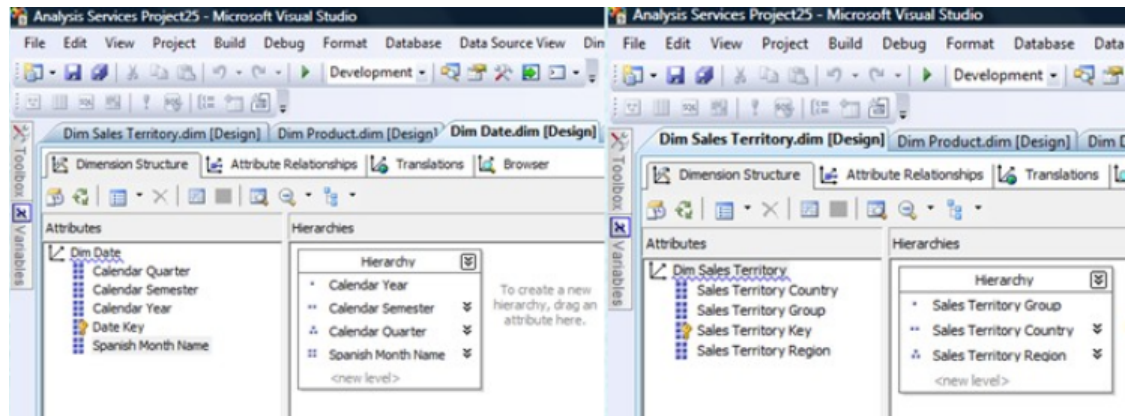 Analysis Services Project25 - Microsoft Visual Studio
File Edit View Project Build Debug Format Database Data Source View Dim
Development
Dim Sales Territory.dim [Design] Dim Product.dim [Design] Dim Date.dim [Design]
Toolbox
Variables
Dimension Structure Attribute Relationships Translations Browser
Attributes
Dim Date
Calendar Quarter
Calendar Semester
Calendar Year
Date Key
Spanish Month Name
Hierarchies
Hierarchy
Calendar Year
Calendar Semester
Calendar Quarter
Spanish Month Name
<new level>
To create a new
hierarchy, drag an
attribute here.
Analysis Services Project25 - Microsoft Visual Studio
File Edit View Project Build Debug Format Database Data
Development
Dim Sales Territory.dim [Design] Dim Product.dim [Design] Dim D
Toolbox
Variables
Dimension Structure Attribute Relationships Translations
Attributes
Dim Sales Territory
Sales Territory Country
Sales Territory Group
Sales Territory Key
Sales Territory Region
Hierarchies
Hierarchy
Sales Territory Group
Sales Territory Country
Sales Territory Region
<new level>